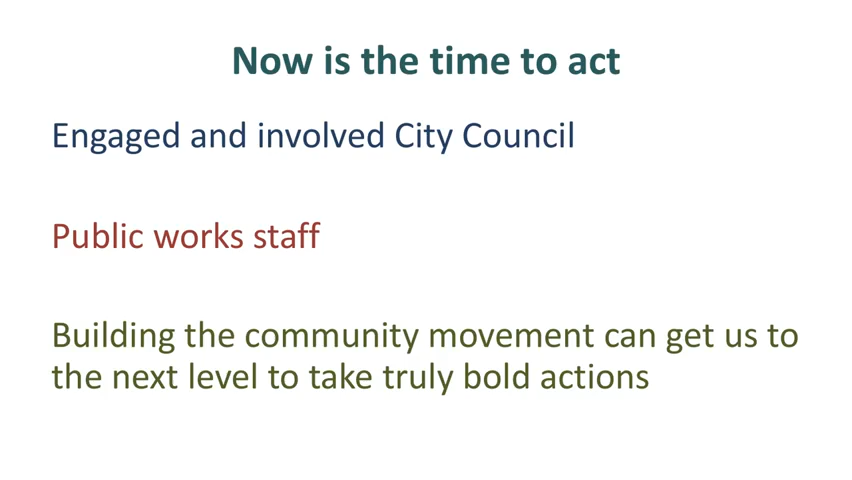 Now is the time to act
Engaged and involved City Council
Public works staff
Building the community movement can get us to
the next level to take truly bold actions